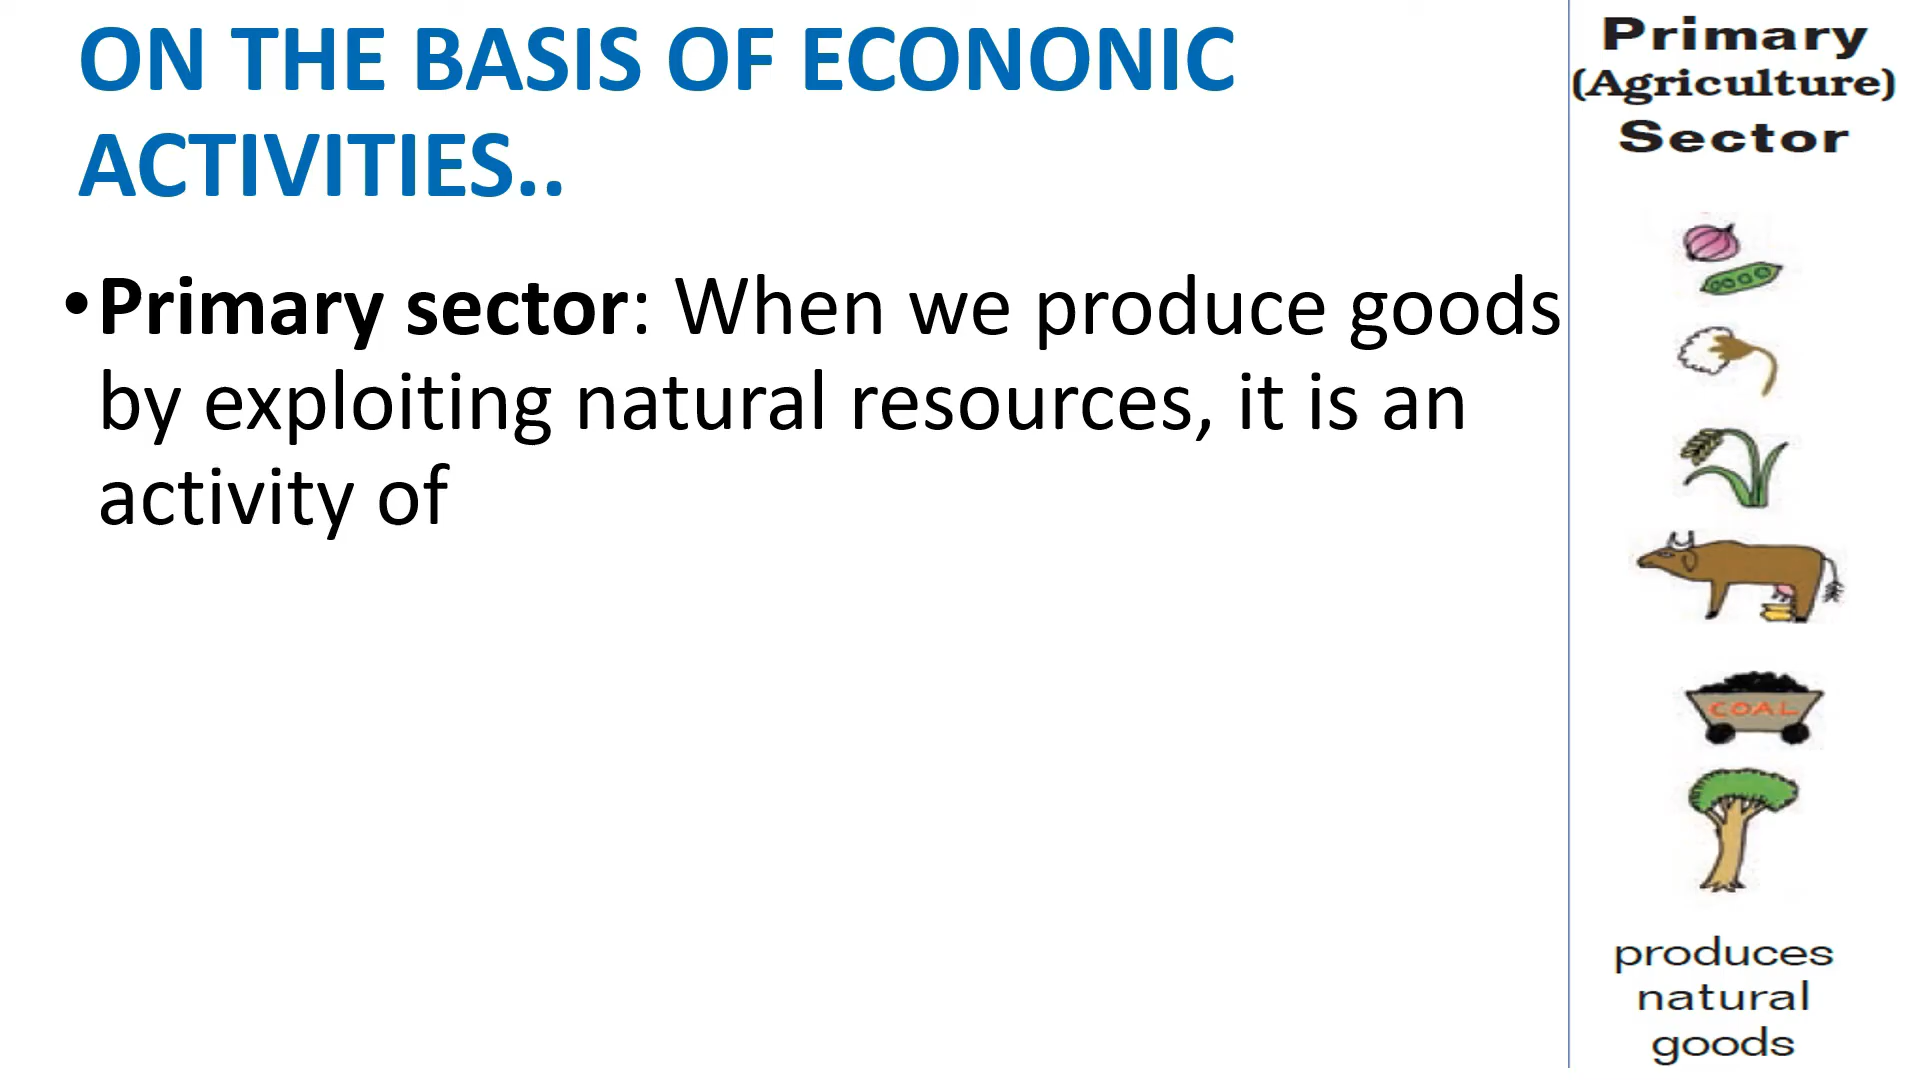 ON THE BASIS OF ECONONIC
ACTIVITIES..
•Primary sector: When we produce goods
by exploiting natural resources, it is an
activity of
Primary
(Agriculture)
Sector
COAL
produces
natural
goods